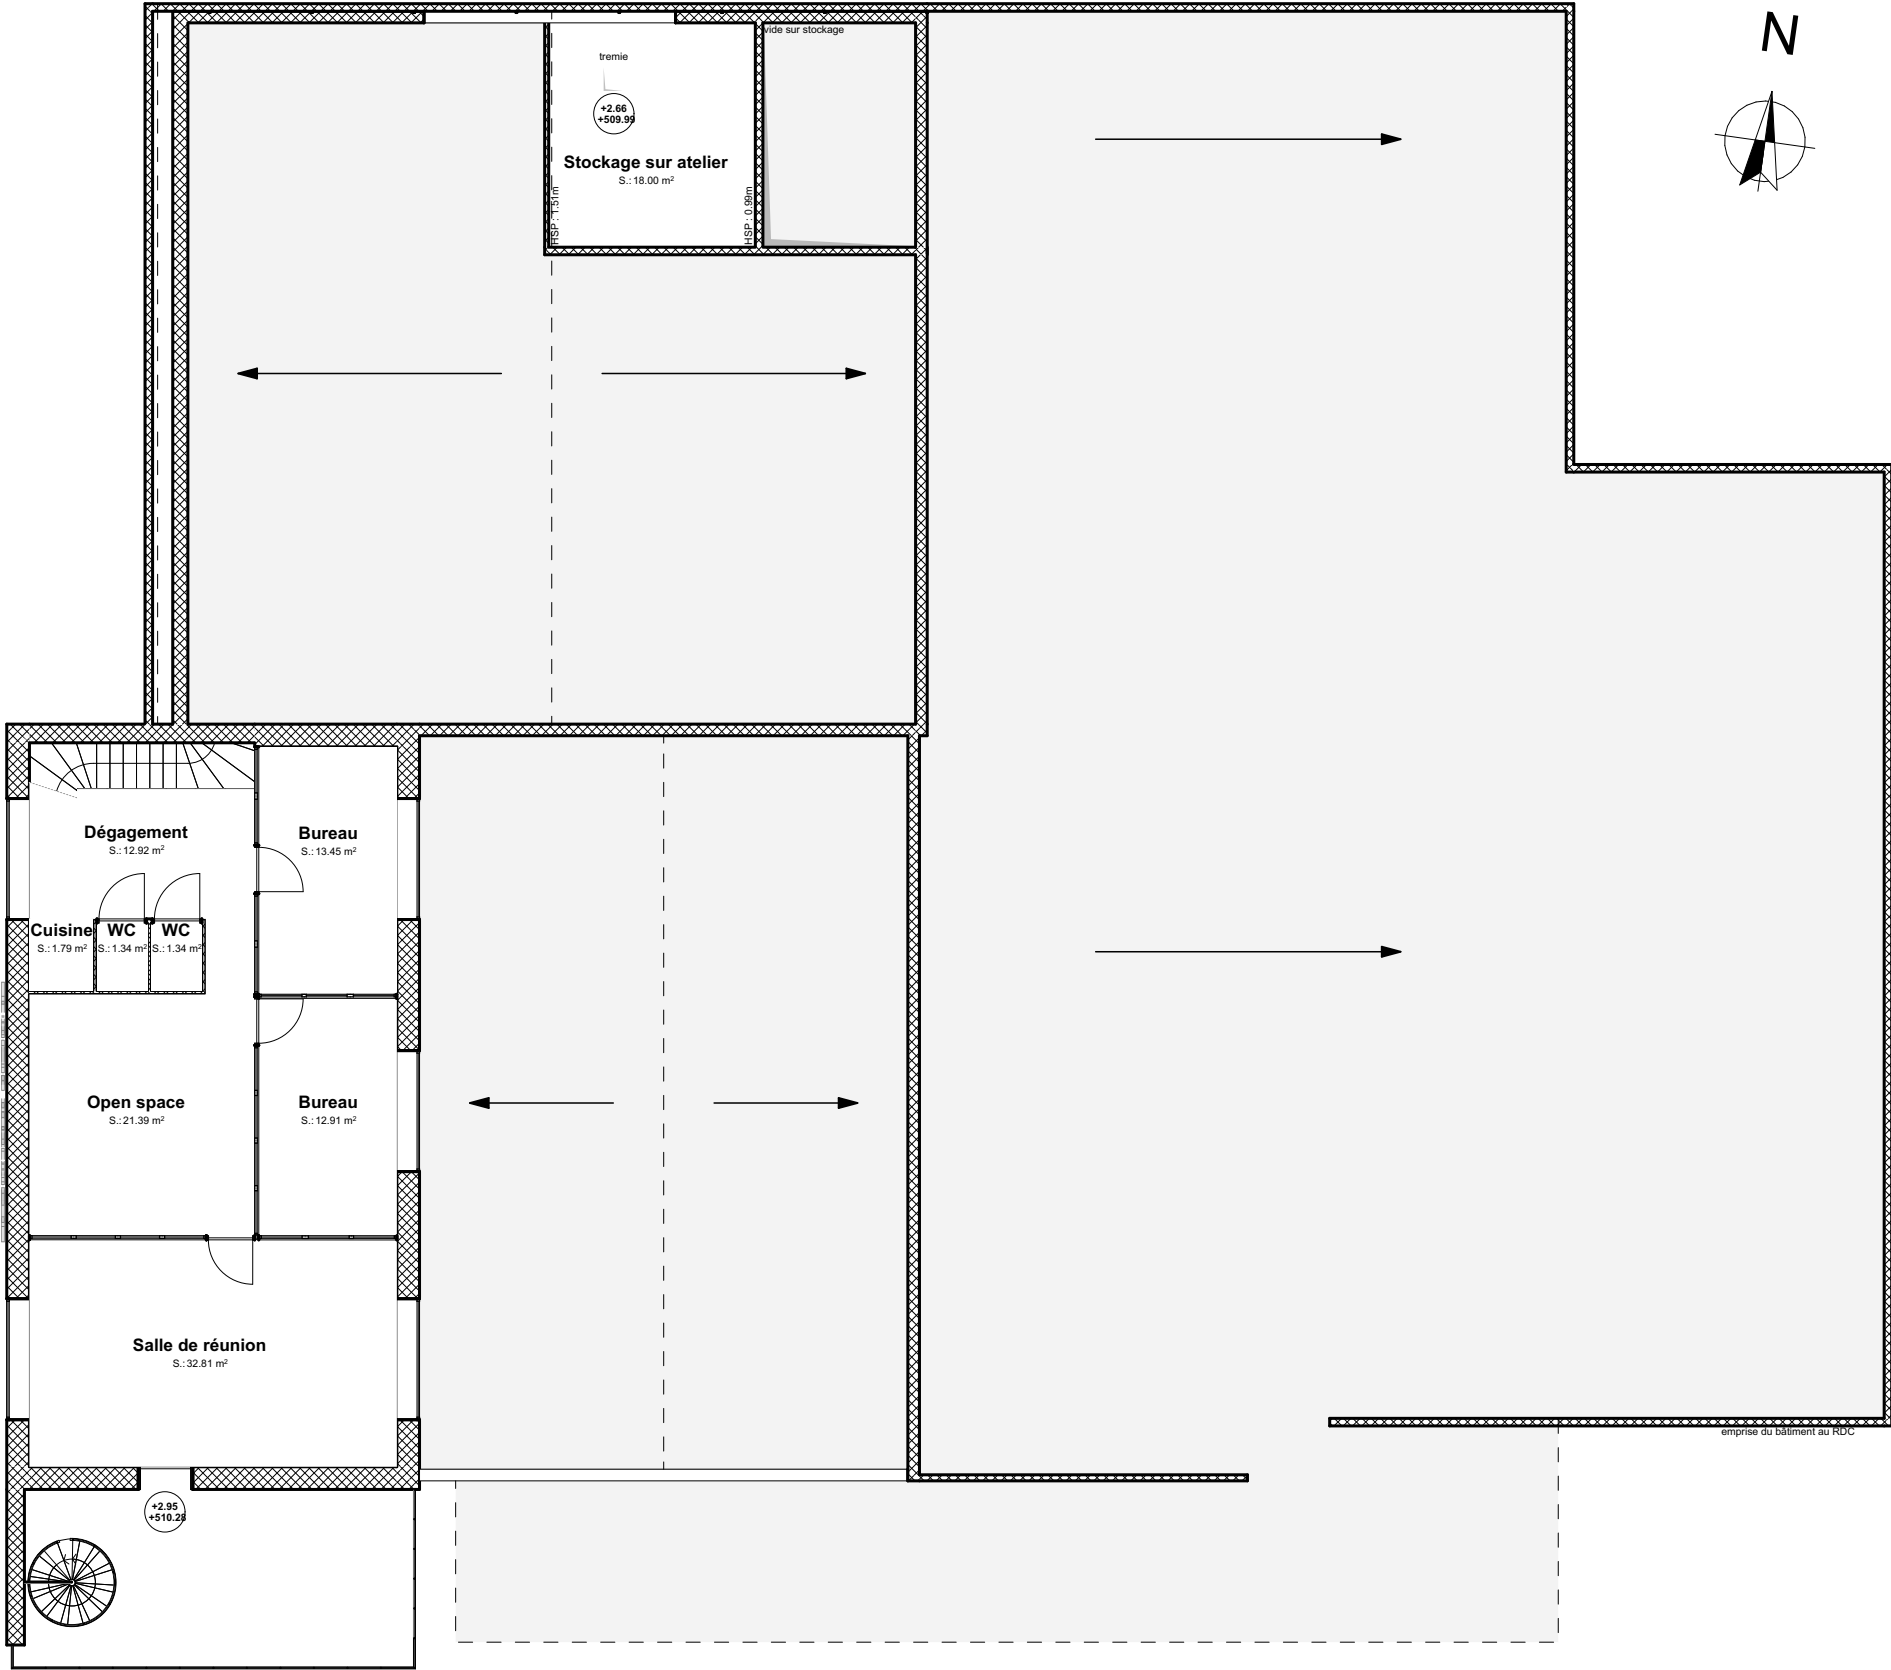 vide sur stockage
N
tremie
+2.66
+509.99
Stockage sur atelier
S.: 18.00 m²
HSP : 1.51m
HSP : 0.99m
Dégagement
S.: 12.92 m²
Bureau
S.: 13.45 m²
Cuisine
S.: 1.79 m²
WC
S.: 1.34 m²
WC
S.: 1.34 m²
Open space
S.: 21.39 m²
Bureau
S.: 12.91 m²
Salle de réunion
S.: 32.81 m²
emprise du bâtiment au RDC
+2.95
+510.28